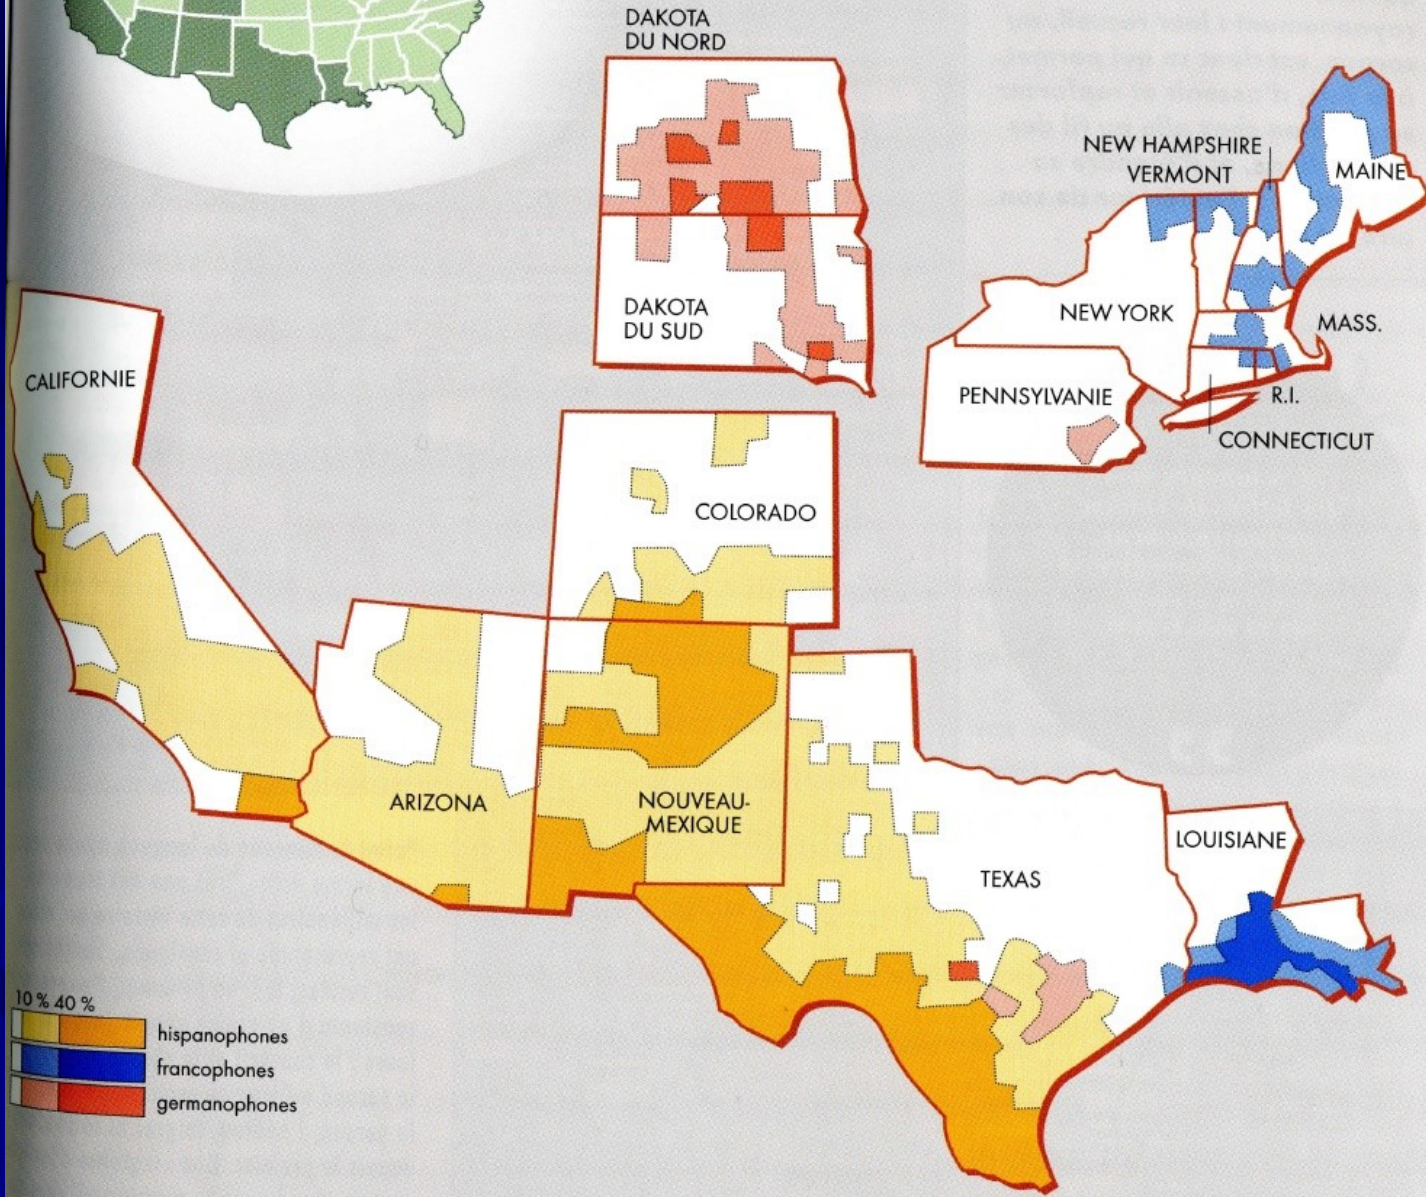 DAKOTA
DU NORD
NEW HAMPSHIRE
VERMONT
MAINE
DAKOTA
DU SUD
NEW YORK
MASS.
CALIFORNIE
PENNSYLVANIE
R.I.
CONNECTICUT
COLORADO
ARIZONA
NOUVEAU-
MEXIQUE
TEXAS
LOUISIANE
10 % 40 %
hispanophones
francophones
germanophones